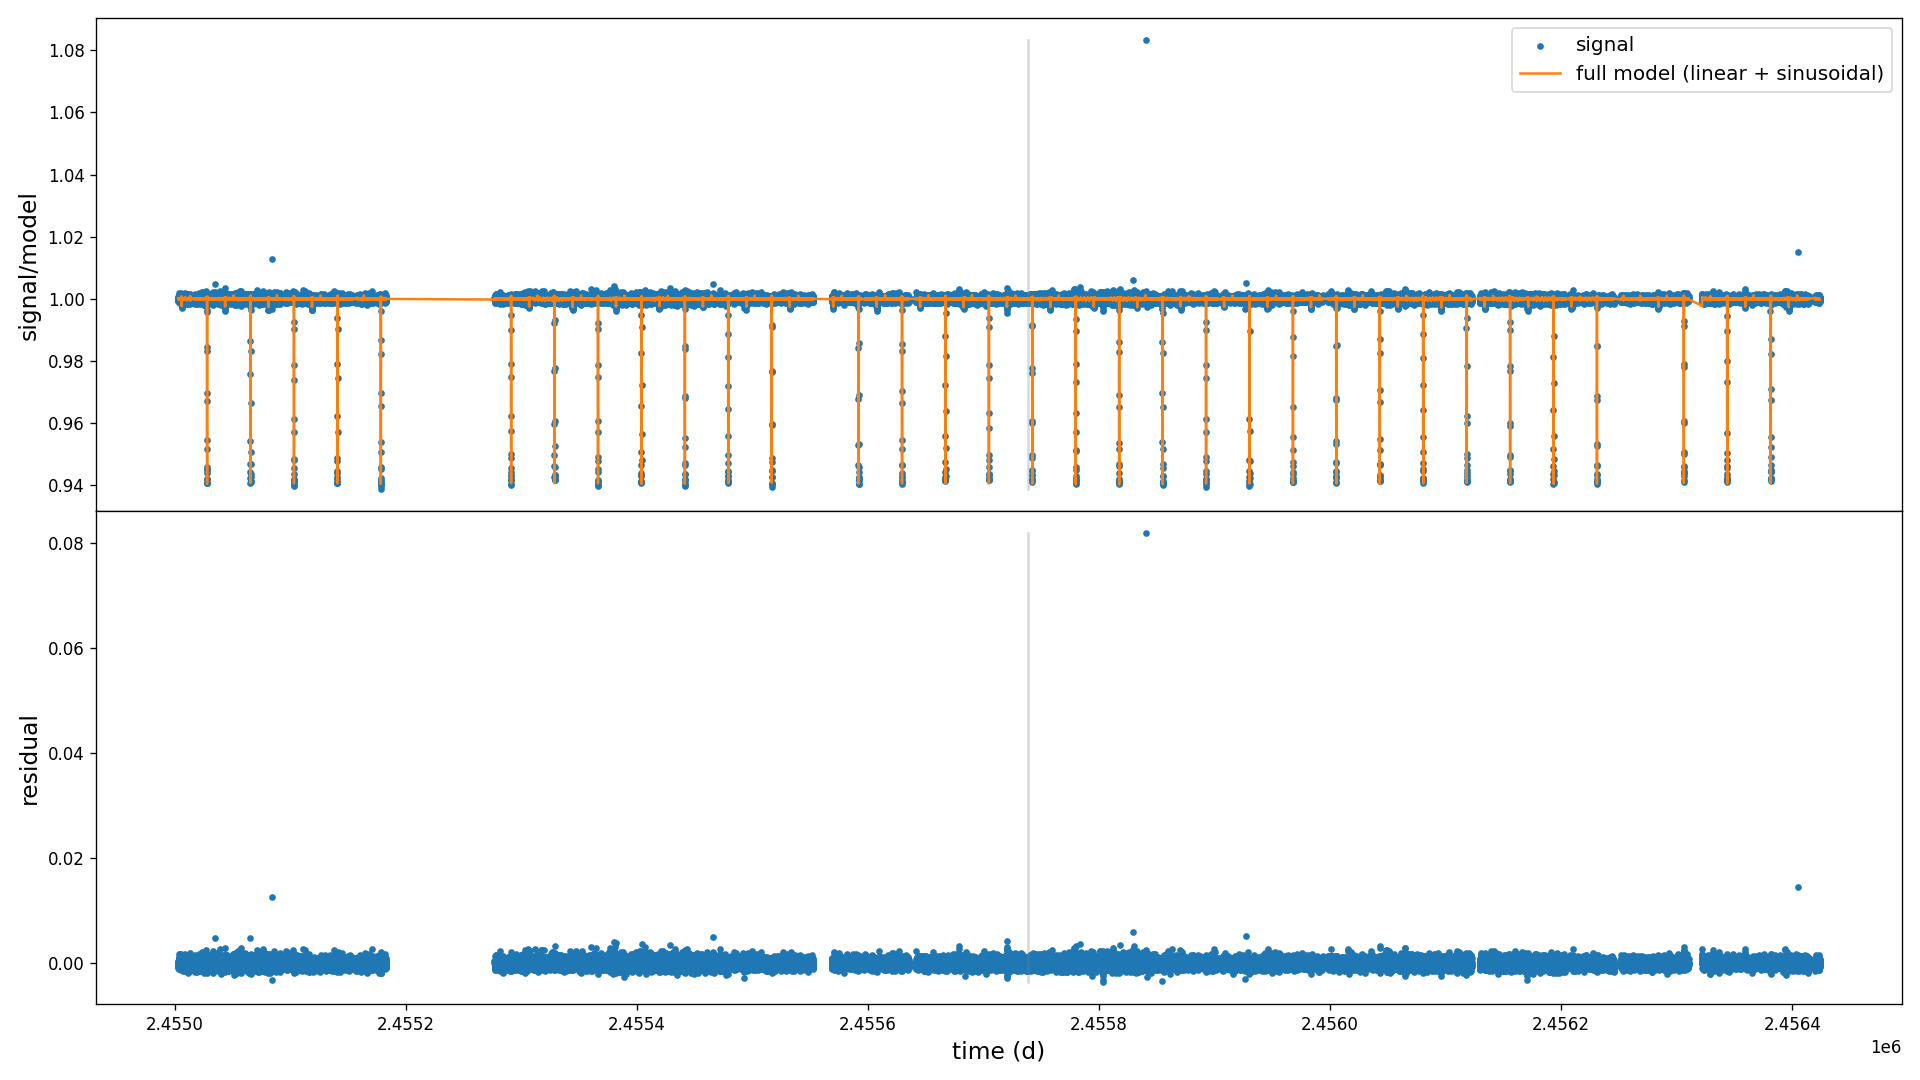 1.08
1.06
1.04
1.02
1.00
0.98
0.96
0.94
signal/model
signal
full model (linear + sinusoidal)
0.08
0.06
0.04
0.02
0.00
residual
2.4550 2.4552 2.4554 2.4556 2.4558 2.4560 2.4562 2.4564
1e6
time (d)